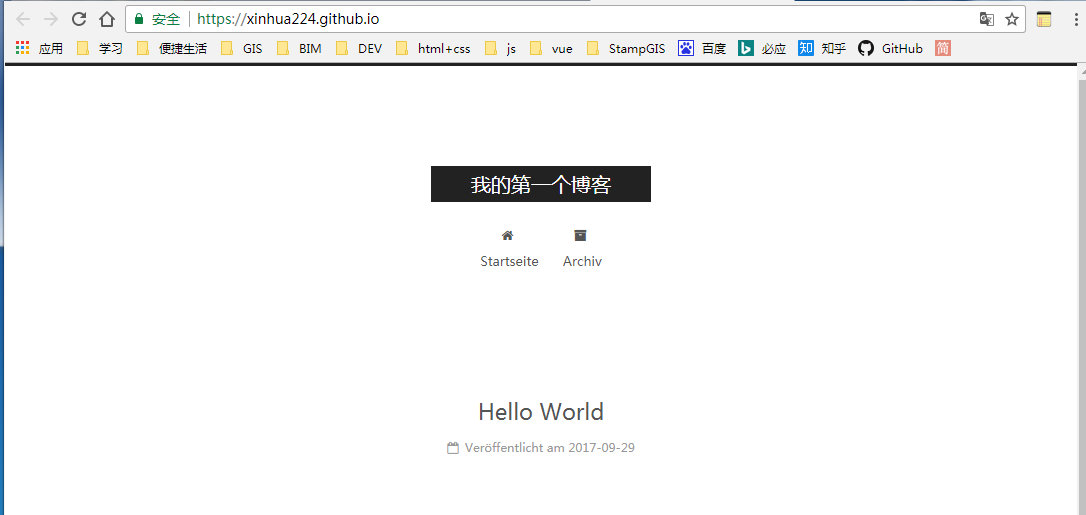 安全 https://xinhua224.github.io
应用 学习 便捷生活 GIS BIM DEV html+css js vue StampGIS 百度 必应 知 知乎 GitHub 简
我的第一个博客
Startseite Archiv
Hello World
Veröffentlicht am 2017-09-29